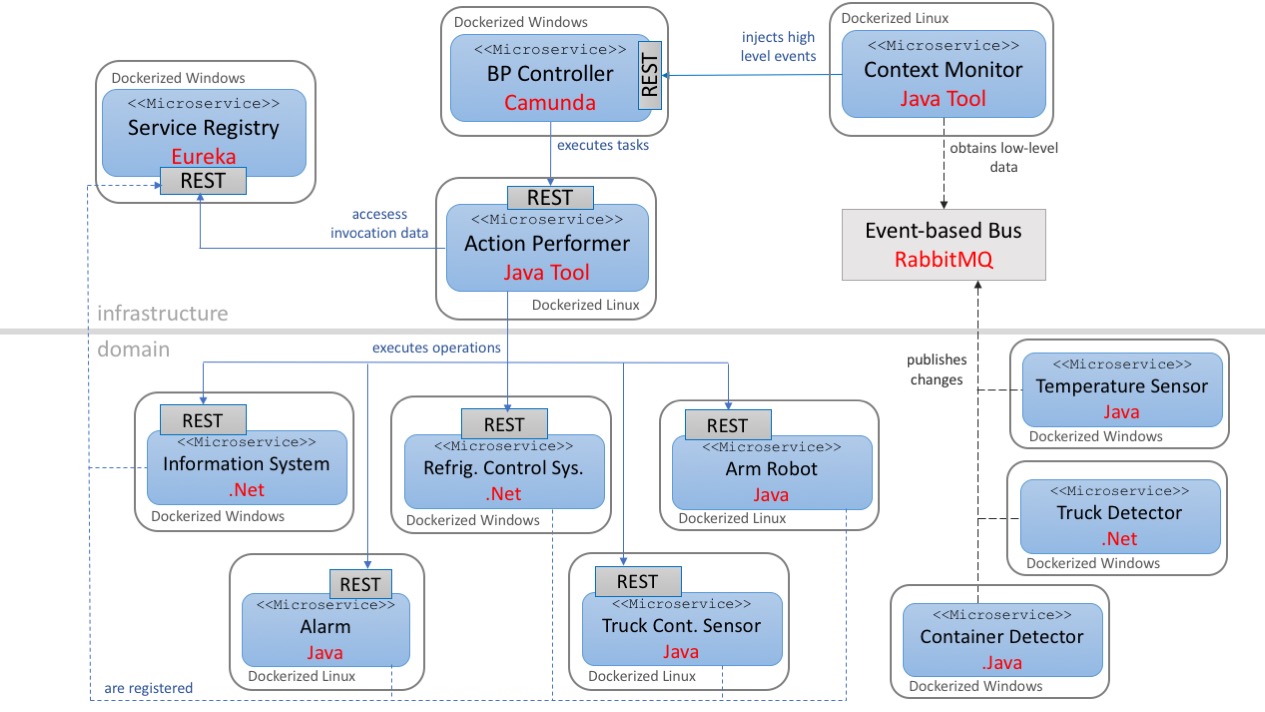 Dockerized Windows
<<Microservice>>
BP Controller
Camunda
REST
injects high
level events
Dockerized Linux
<<Microservice>>
Context Monitor
Java Tool
Dockerized Windows
<<Microservice>>
Service Registry
Eureka
REST
executes tasks
obtains low-level
data
REST
<<Microservice>>
Action Performer
Java Tool
Dockerized Linux
accesess
invocation data
Event-based Bus
RabbitMQ
infrastructure
domain
executes operations
publishes
changes
<<Microservice>>
Temperature Sensor
Java
Dockerized Windows
REST
<<Microservice>>
Information System
.Net
Dockerized Windows
REST
<<Microservice>>
Refrig. Control Sys.
.Net
Dockerized Windows
REST
<<Microservice>>
Arm Robot
Java
Dockerized Linux
<<Microservice>>
Truck Detector
.Net
Dockerized Windows
REST
<<Microservice>>
Alarm
Java
Dockerized Linux
REST
<<Microservice>>
Truck Cont. Sensor
Java
Dockerized Linux
<<Microservice>>
Container Detector
.Java
Dockerized Windows
are registered